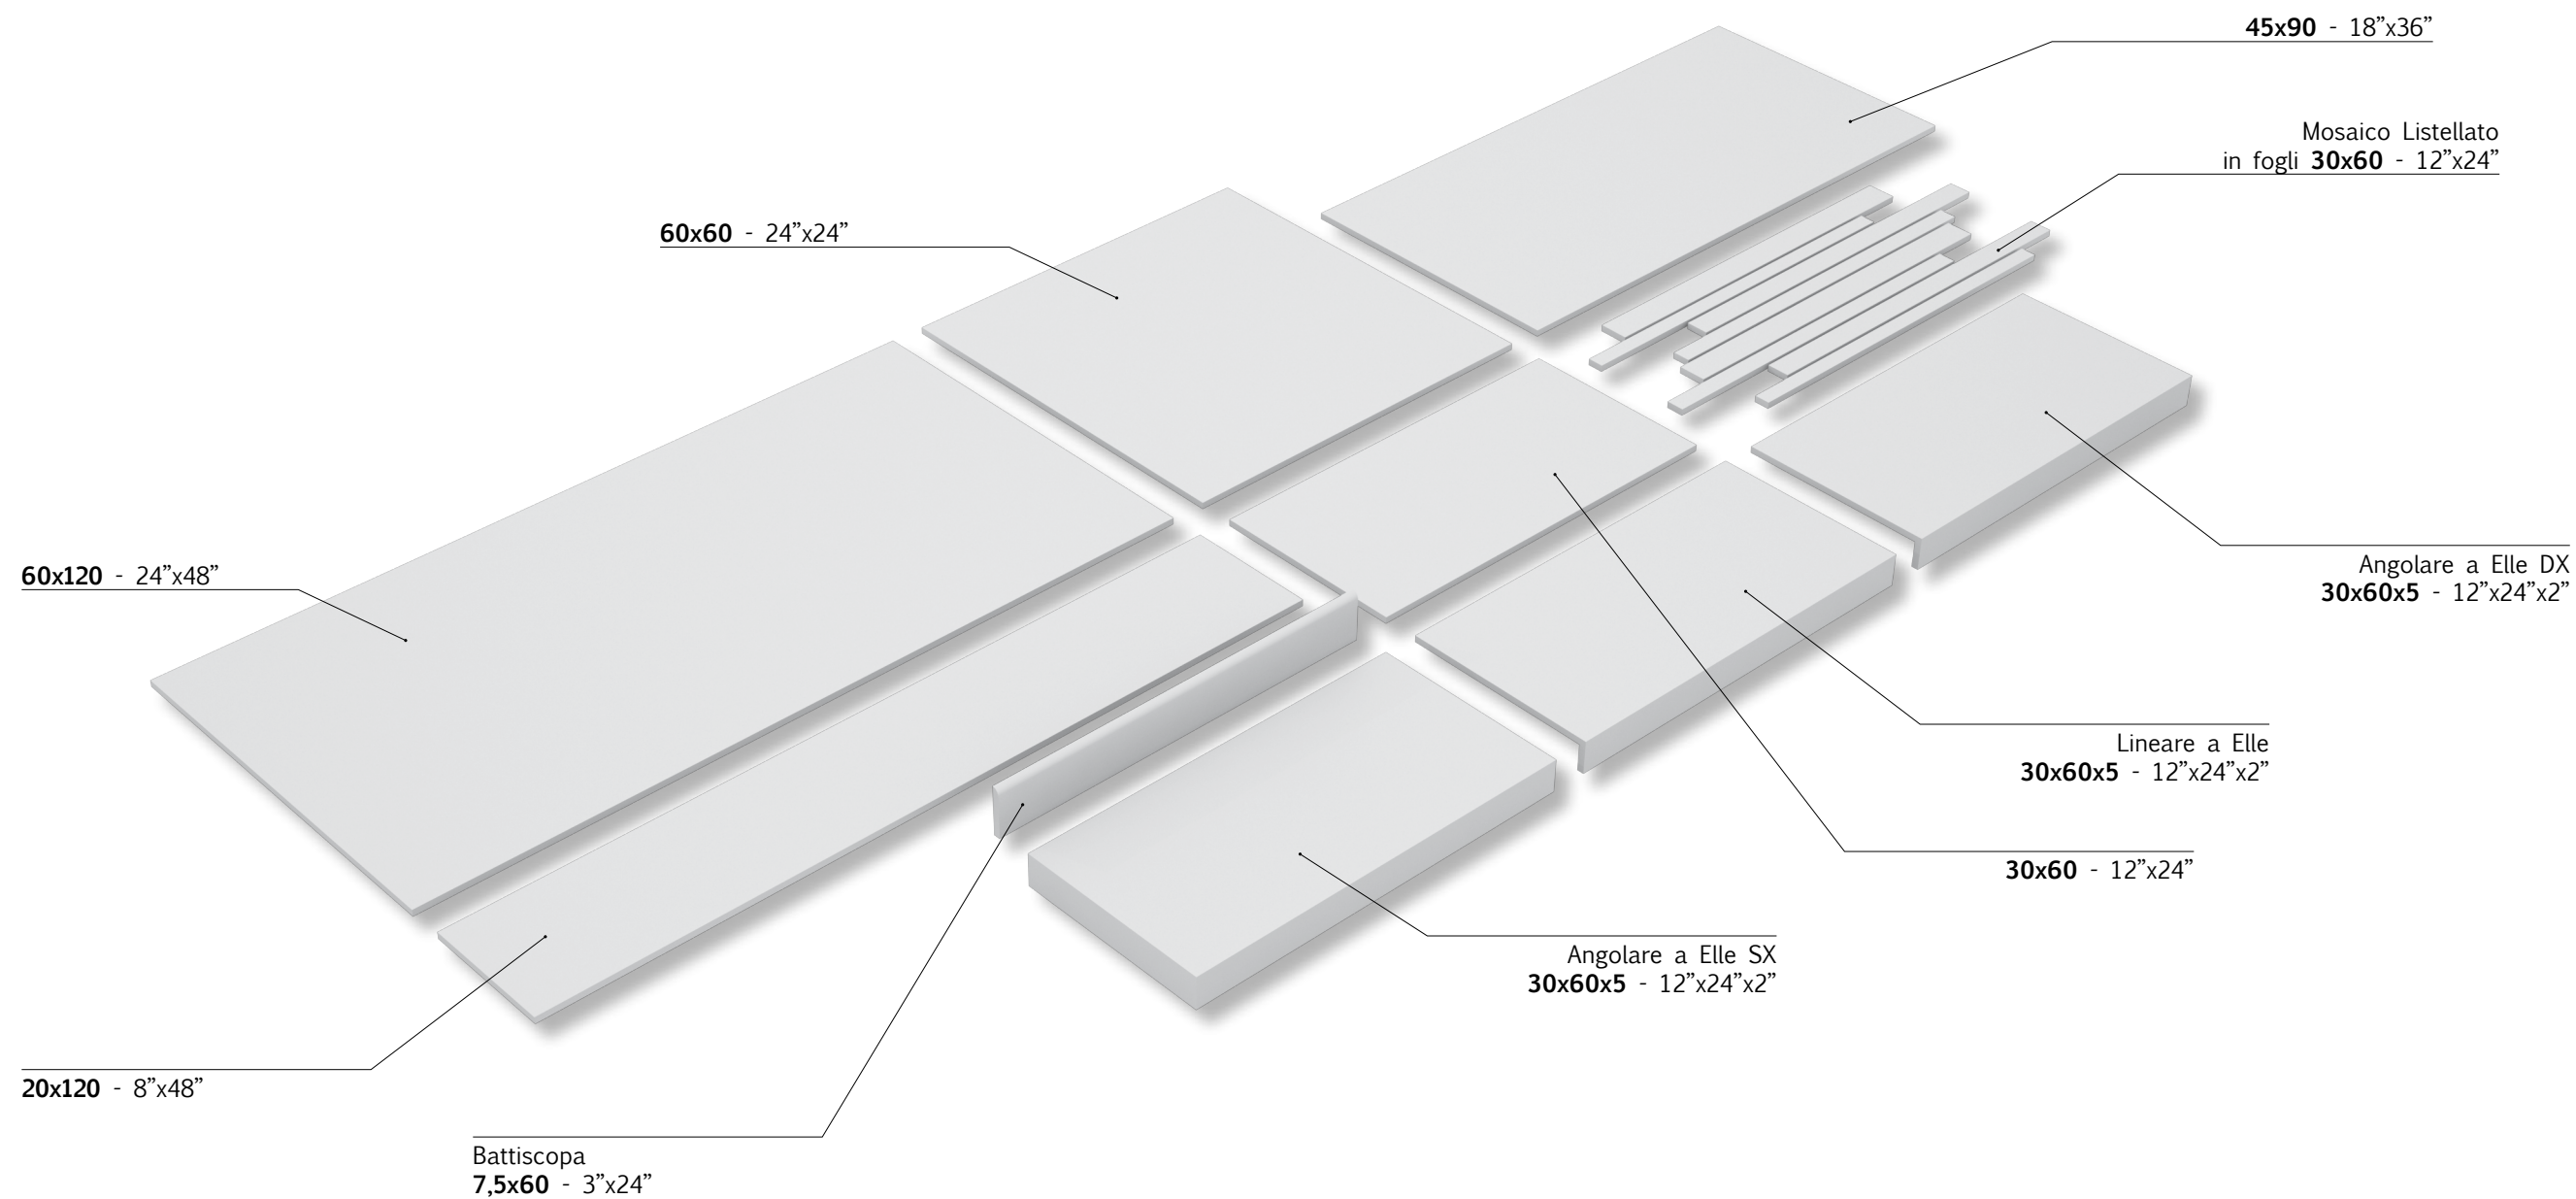 45x90 - 18”x36”
Mosaico Listellato
in fogli 30x60 - 12”x24”
60x60 - 24”x24”
Angolare a Elle DX
30x60x5 - 12”x24”x2”
60x120 - 24”x48”
Lineare a Elle
30x60x5 - 12”x24”x2”
30x60 - 12”x24”
Angolare a Elle SX
30x60x5 - 12”x24”x2”
20x120 - 8”x48”
Battiscopa
7,5x60 - 3”x24”